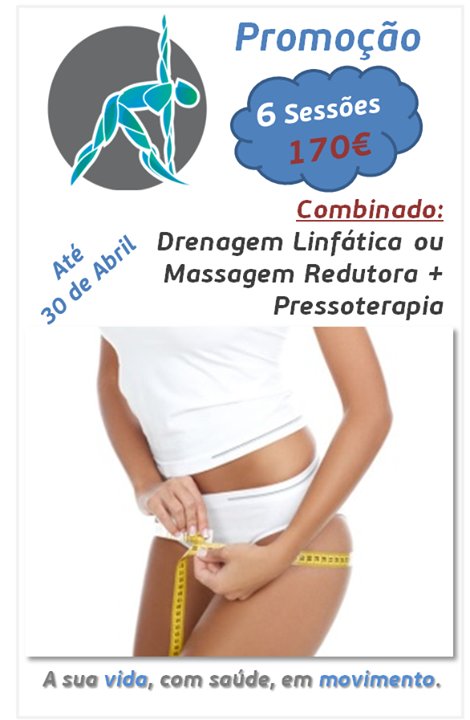 Promoção
6 Sessões
170€
Combinado:
Drenagem Linfática ou
Massagem Redutora +
Pressoterapia
Até
30 de Abril
A sua vida, com saúde, em movimento.